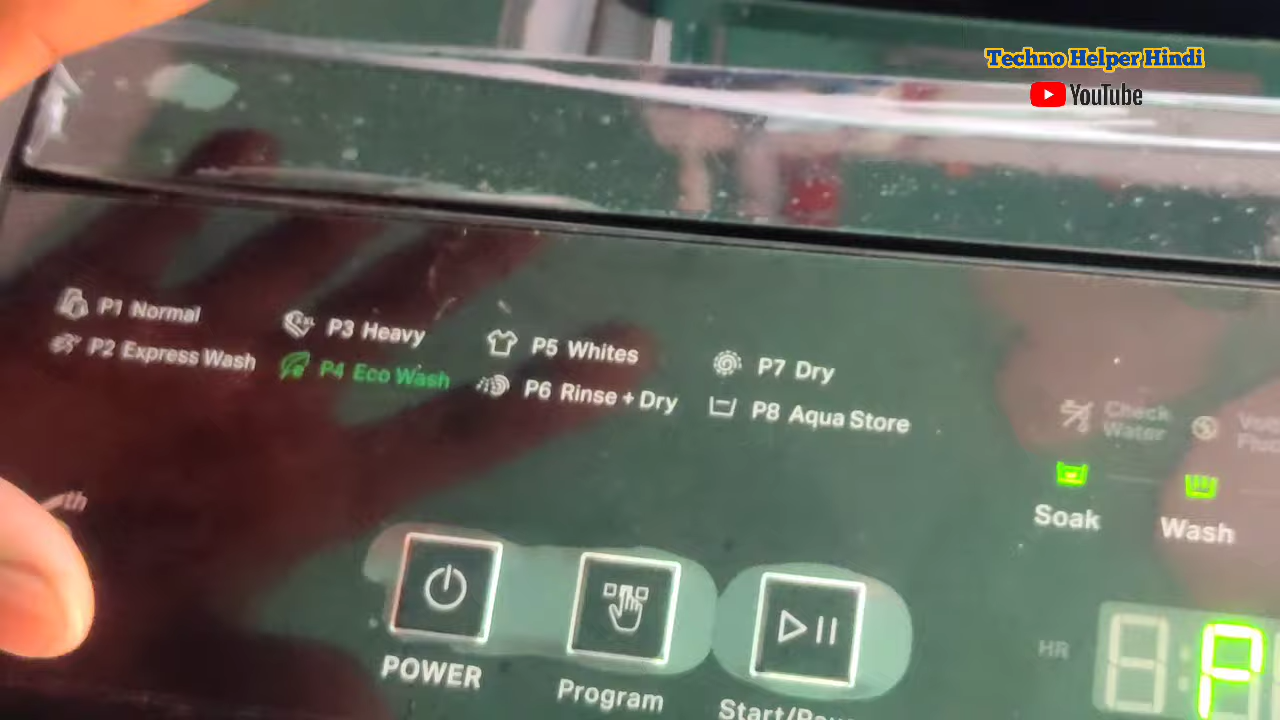 Techno Helper Hindi
YouTube
P1 Normal
P2 Express Wash
P3 Heavy
P4 Eco Wash
P5 Whites
P6 Rinse + Dry
P7 Dry
P8 Aqua Store
Check
Water
Soak
Wash
th
POWER
Program
HR
P